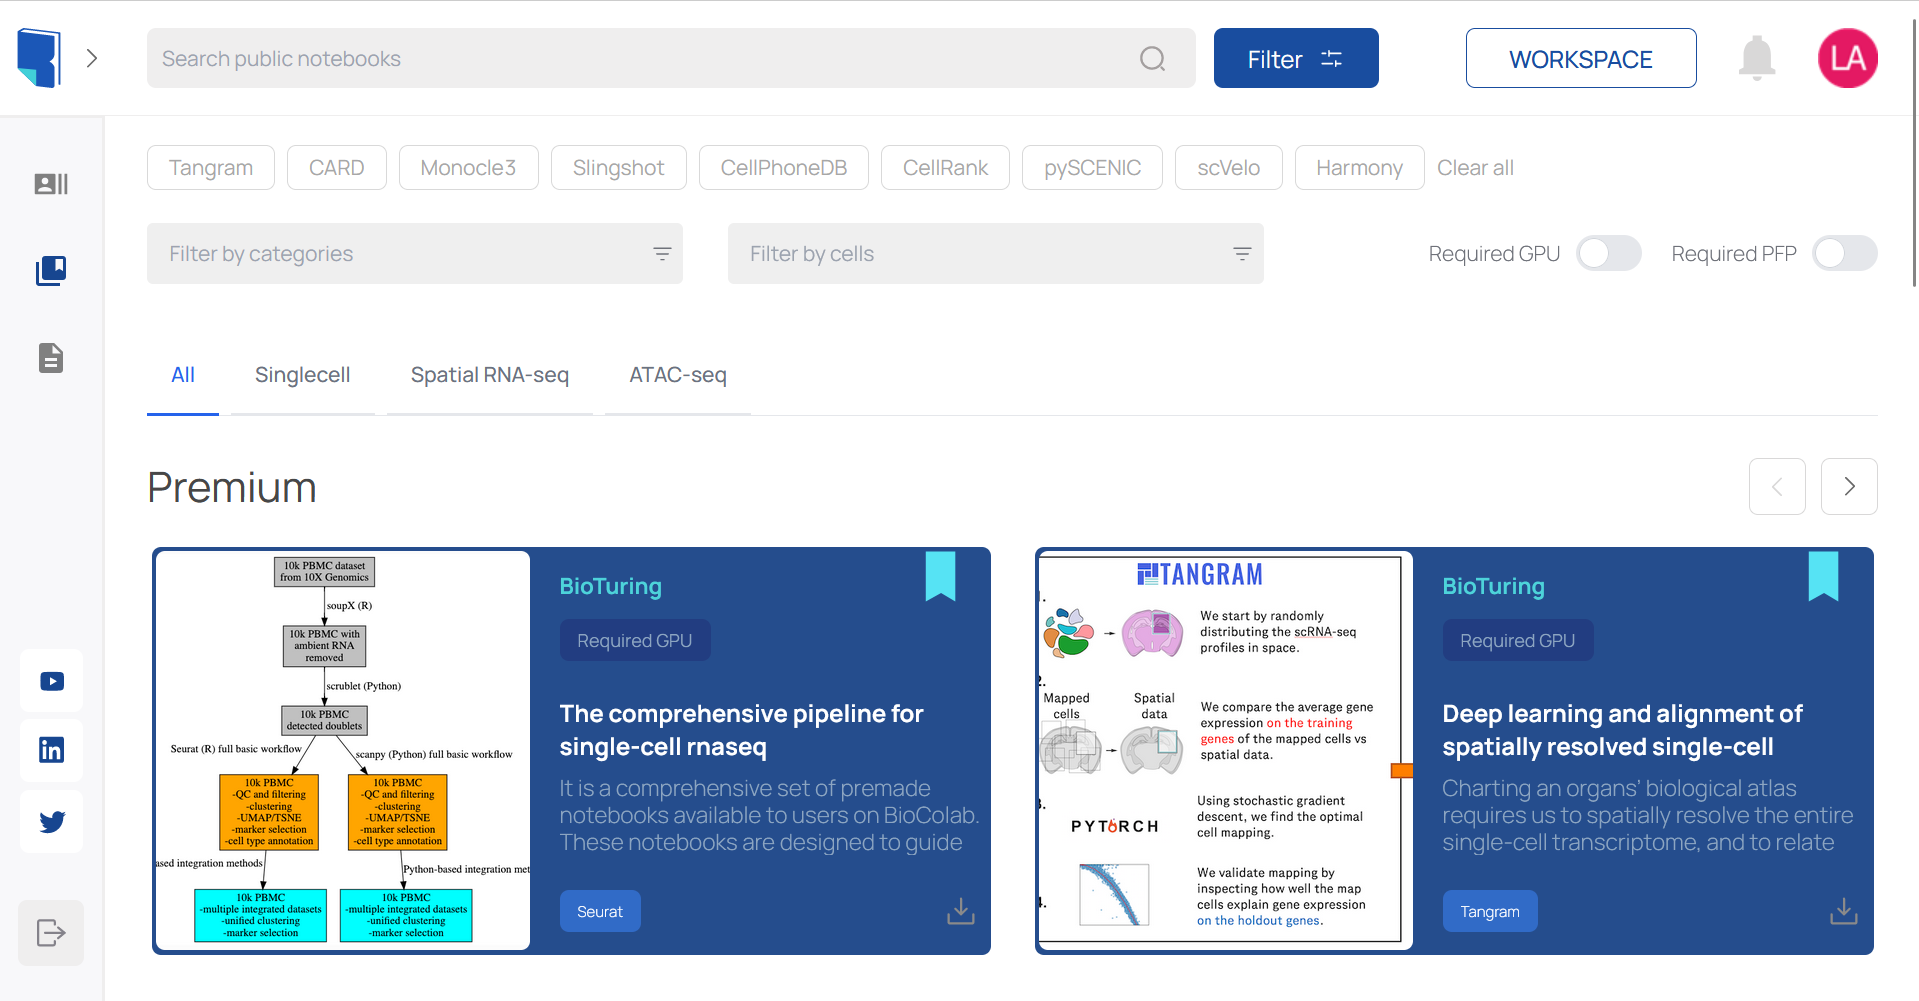 Search public notebooks
Filter
WORKSPACE
LA
Tangram
CARD
Monocle3
Slingshot
CellPhoneDB
CellRank
pySCENIC
scVelo
Harmony
Clear all
Filter by categories
Filter by cells
Required GPU
Required PFP
All
Singlecell
Spatial RNA-seq
ATAC-seq
Premium
10k PBMC dataset
from 10X Genomics
soupX (R)
10k PBMC with
ambient RNA
removed
scrublet (Python)
10k PBMC
detected doublets
Seurat (R) full basic workflow
scanpy (Python) full basic workflow
10k PBMC
-QC and filtering
-clustering
-UMAP/TSNE
-marker selection
-cell type annotation
10k PBMC
-QC and filtering
-clustering
-UMAP/TSNE
-marker selection
-cell type annotation
ased integration methods
Python-based integration met
10k PBMC
-multiple integrated datasets
-unified clustering
-marker selection
10k PBMC
-multiple integrated datasets
-unified clustering
-marker selection
BioTuring
Required GPU
The comprehensive pipeline for
single-cell rnaseq
It is a comprehensive set of premade
notebooks available to users on BioColab.
These notebooks are designed to guide
Seurat
TANGRAM
1.
We start by randomly
distributing the scRNA-seq
profiles in space.
2.
Mapped
cells
Spatial
data
We compare the average gene
expression on the training
genes of the mapped cells vs
spatial data.
3.
PYTORCH
Using stochastic gradient
descent, we find the optimal
cell mapping.
4.
We validate mapping by
inspecting how well the map
cells explain gene expression
on the holdout genes.
BioTuring
Required GPU
Deep learning and alignment of
spatially resolved single-cell
Charting an organs’ biological atlas
requires us to spatially resolve the entire
single-cell transcriptome, and to relate
Tangram